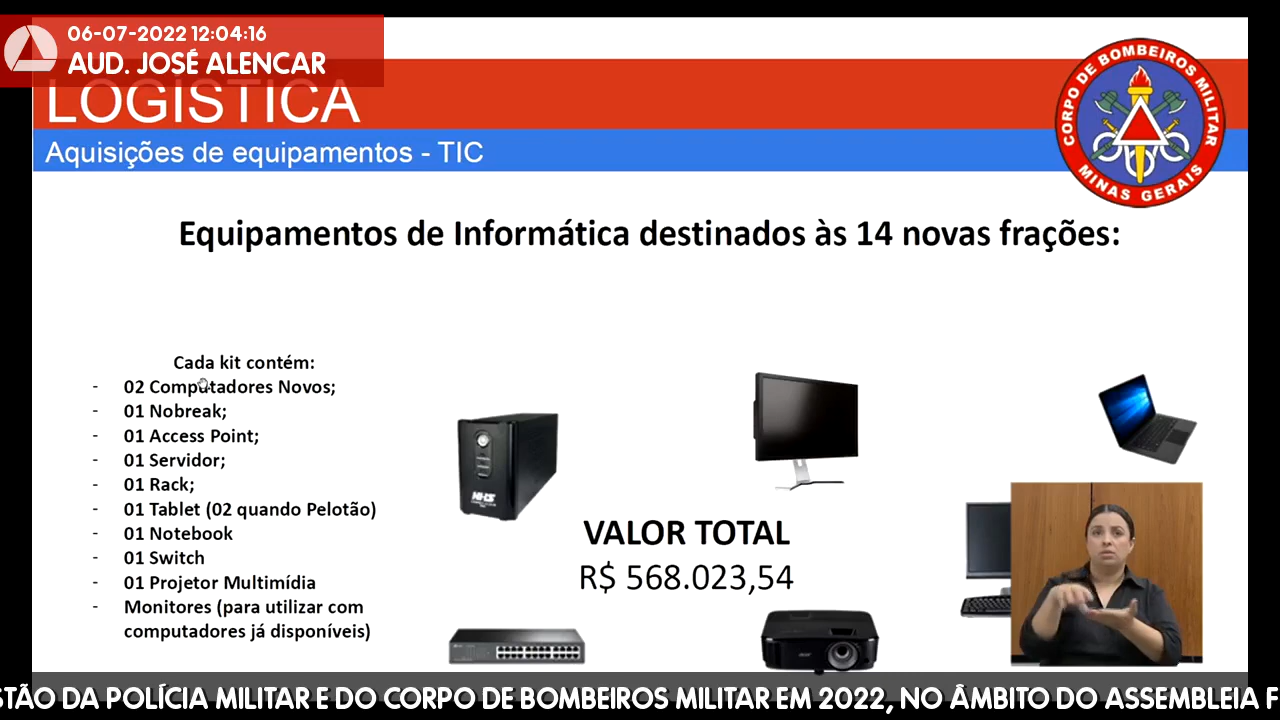 06-07-2022 12:04:16
AUD. JOSÉ ALENCAR
LOGÍSTICA
Aquisições de equipamentos - TIC
CORPO DE BOMBEIROS MILITAR
MINAS GERAIS
Equipamentos de Informática destinados às 14 novas frações:
Cada kit contém:
- 02 Computadores Novos;
- 01 Nobreak;
- 01 Access Point;
- 01 Servidor;
- 01 Rack;
- 01 Tablet (02 quando Pelotão)
- 01 Notebook
- 01 Switch
- 01 Projetor Multimídia
- Monitores (para utilizar com
computadores já disponíveis)
NHS
VALOR TOTAL
R$ 568.023,54
acer
STÃO DA POLÍCIA MILITAR E DO CORPO DE BOMBEIROS MILITAR EM 2022, NO ÂMBITO DO ASSEMBLEIA F